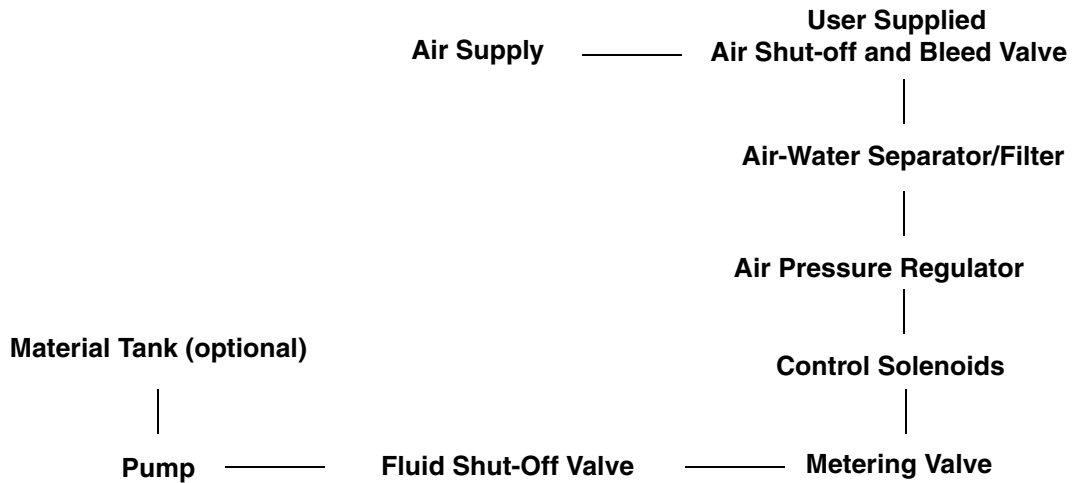 User Supplied
Air Supply
Air Shut-off and Bleed Valve
Air-Water Separator/Filter
Air Pressure Regulator
Material Tank (optional)
Control Solenoids
Pump
Fluid Shut-Off Valve
Metering Valve